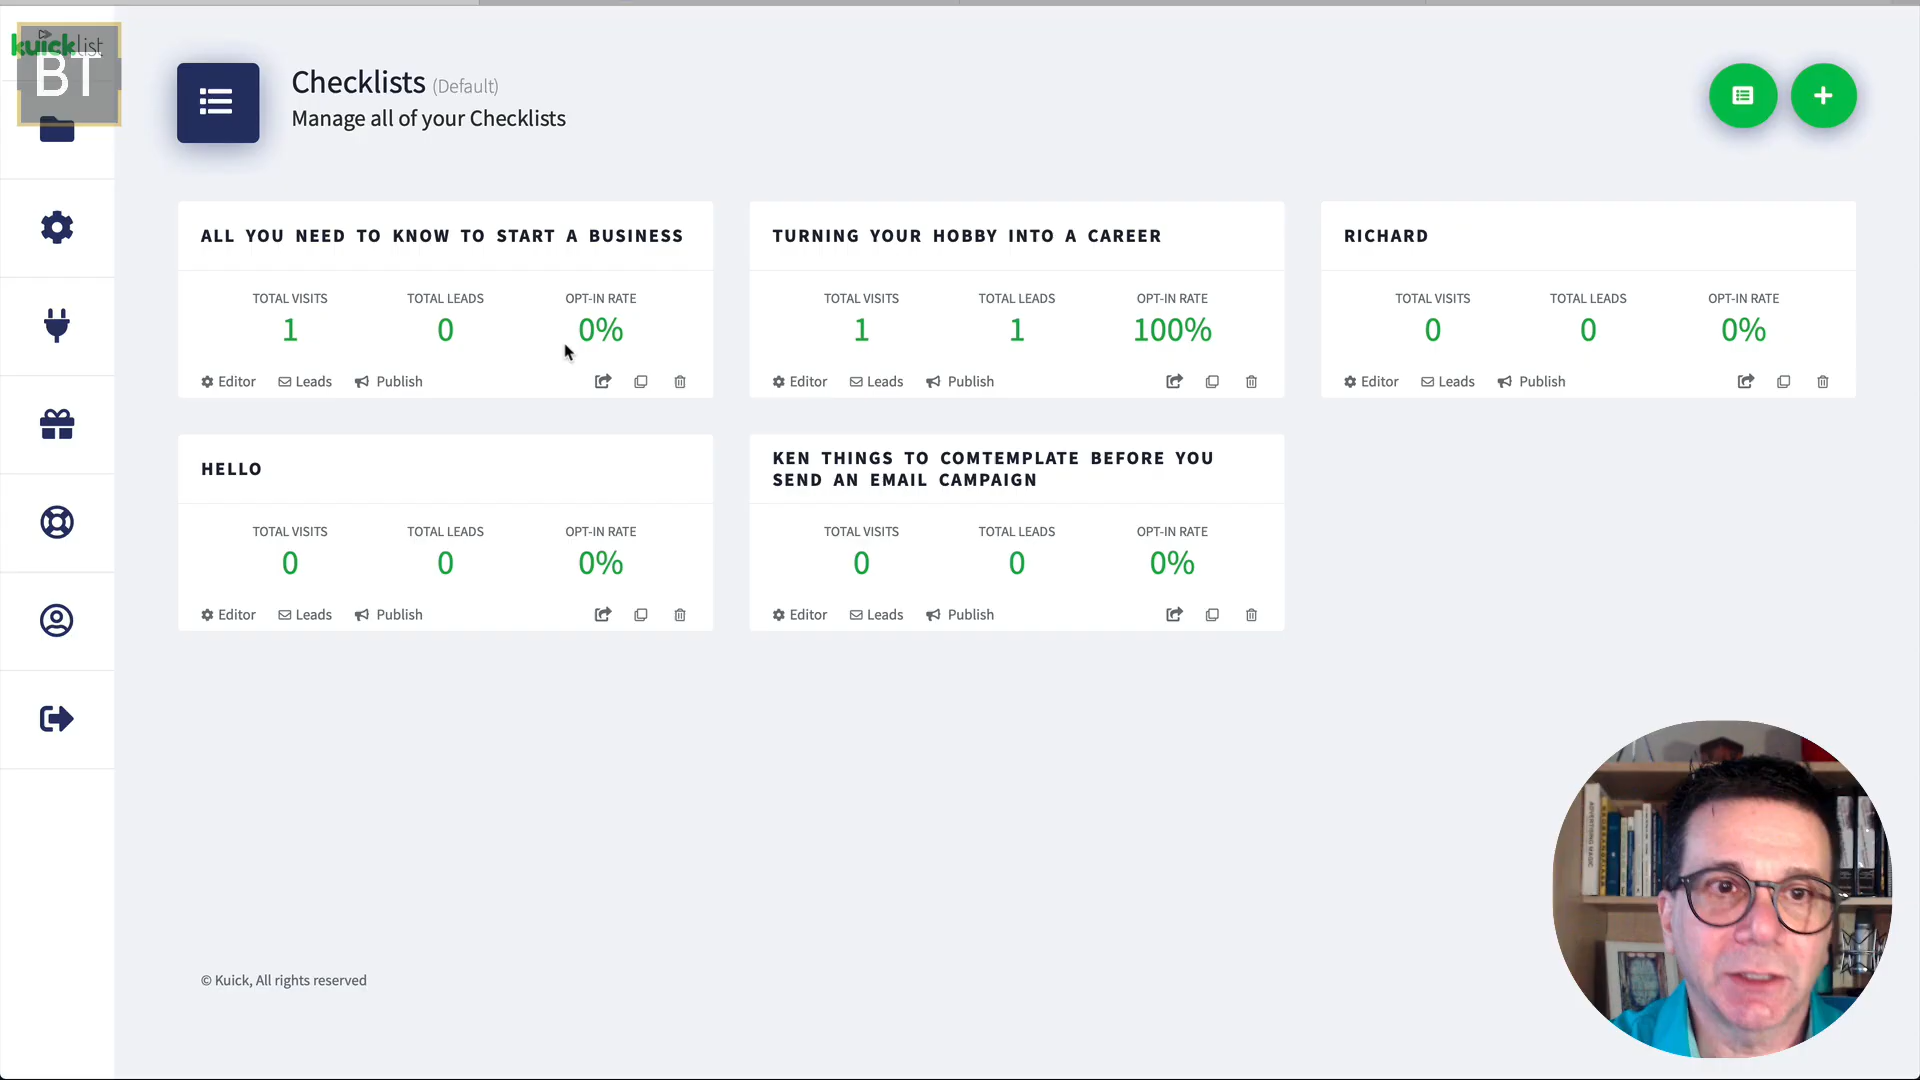 kuicklist
BT
Checklists (Default)
Manage all of your Checklists
ALL YOU NEED TO KNOW TO START A BUSINESS
TOTAL VISITS TOTAL LEADS OPT-IN RATE
1 0 0%
Editor Leads Publish
TURNING YOUR HOBBY INTO A CAREER
TOTAL VISITS TOTAL LEADS OPT-IN RATE
1 1 100%
Editor Leads Publish
RICHARD
TOTAL VISITS TOTAL LEADS OPT-IN RATE
0 0 0%
Editor Leads Publish
HELLO
TOTAL VISITS TOTAL LEADS OPT-IN RATE
0 0 0%
Editor Leads Publish
KEN THINGS TO COMTEMPLATE BEFORE YOU
SEND AN EMAIL CAMPAIGN
TOTAL VISITS TOTAL LEADS OPT-IN RATE
0 0 0%
Editor Leads Publish
© Kuick, All rights reserved
ADVERTISING MAGIC